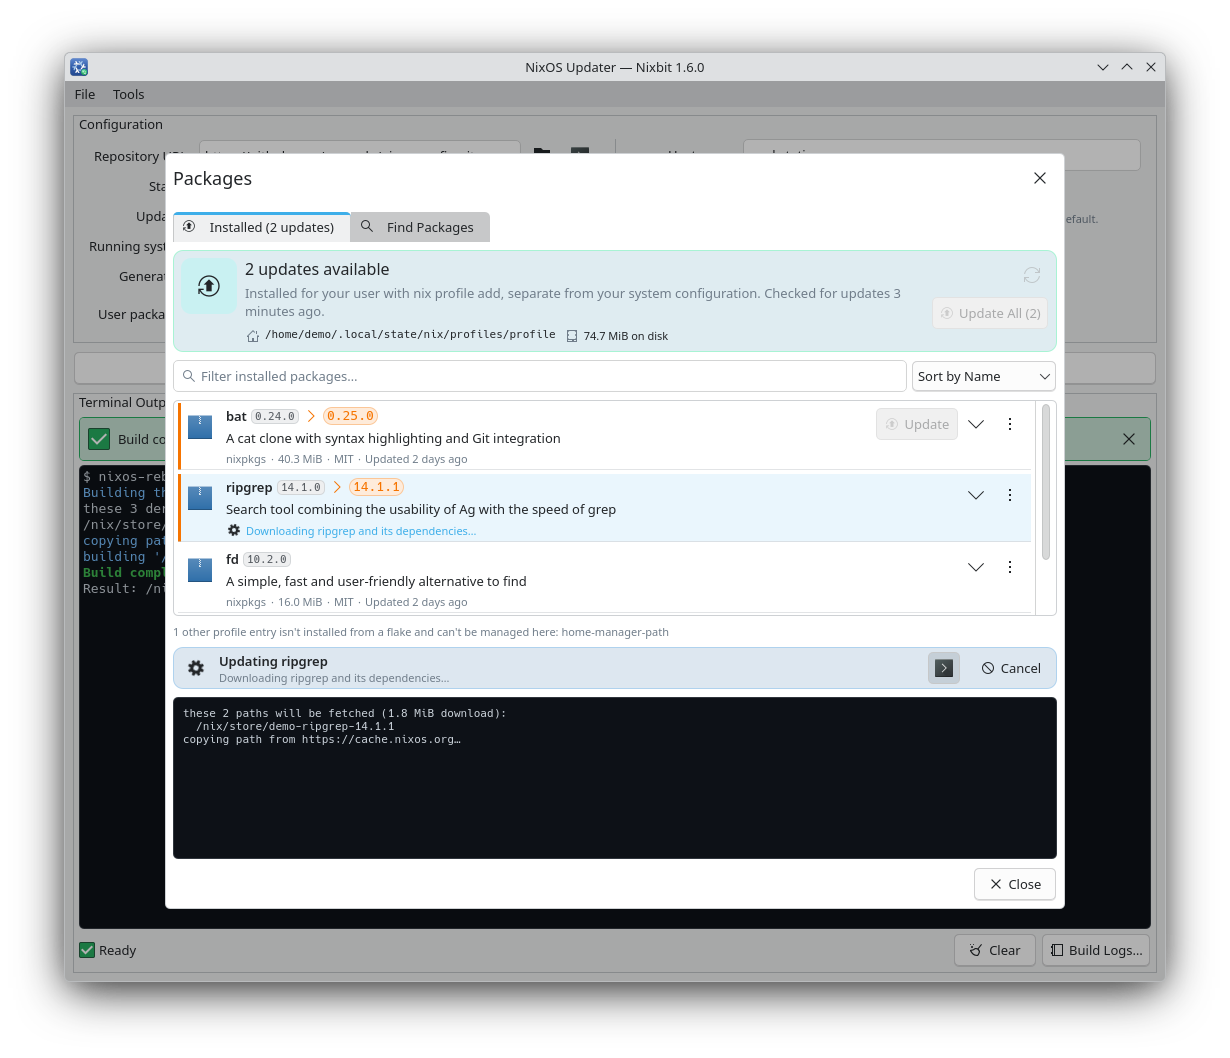 NixOS Updater — Nixbit 1.6.0
File Tools
Configuration
Repository
Packages
Installed (2 updates) Find Packages
efault.
Running
2 updates available
Installed for your user with nix profile add, separate from your system configuration. Checked for updates 3
minutes ago.
Update All (2)
/home/demo/.local/state/nix/profiles/profile 74.7 MiB on disk
User
Filter installed packages...
Sort by Name
Terminal
Build
bat 0.24.0 > 0.25.0
Update
A cat clone with syntax highlighting and Git integration
nixpkgs · 40.3 MiB · MIT · Updated 2 days ago
ripgrep 14.1.0 > 14.1.1
Search tool combining the usability of Ag with the speed of grep
Downloading ripgrep and its dependencies...
fd 10.2.0
A simple, fast and user-friendly alternative to find
nixpkgs · 16.0 MiB · MIT · Updated 2 days ago
$ nixos-reb
Building th
these 3 der
/nix/store/
copying pat
building '/
Build compl
Result: /ni
1 other profile entry isn't installed from a flake and can't be managed here: home-manager-path
Updating ripgrep
Downloading ripgrep and its dependencies...
Cancel
these 2 paths will be fetched (1.8 MiB download):
/nix/store/demo-ripgrep-14.1.1
copying path from https://cache.nixos.org…
Close
Ready
Clear
Build Logs...